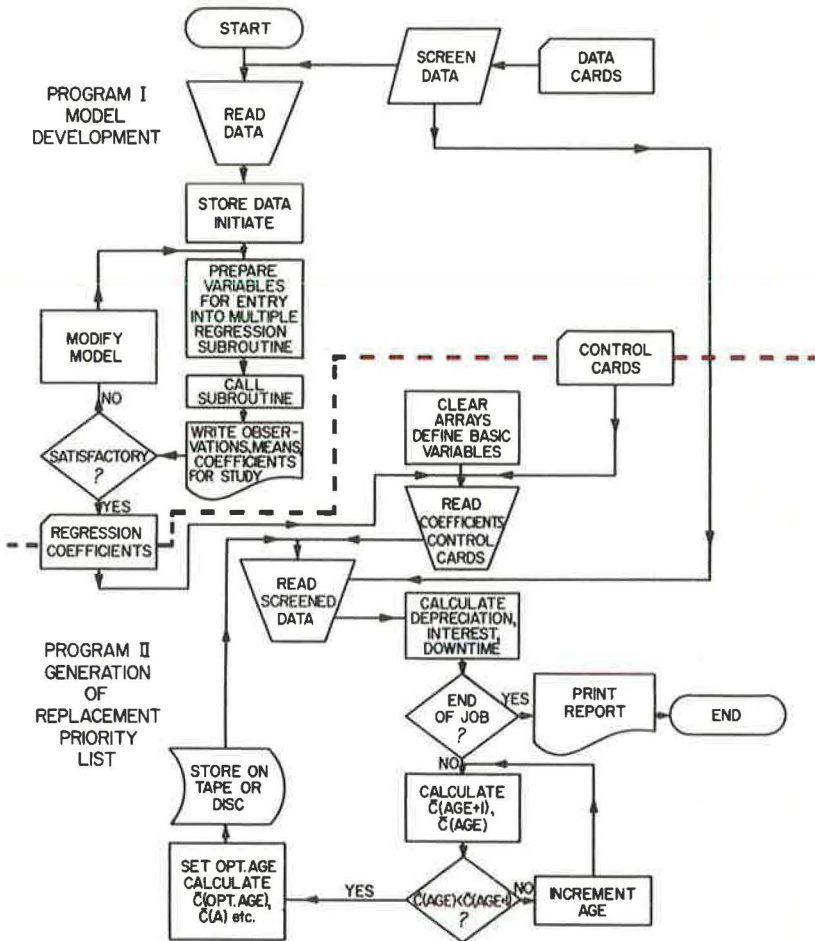 START
SCREEN
DATA
DATA
CARDS
PROGRAM I
MODEL
DEVELOPMENT
READ
DATA
STORE DATA
INITIATE
PREPARE
VARIABLES
FOR ENTRY
INTO MULTIPLE
REGRESSION
SUBROUTINE
MODIFY
MODEL
CONTROL
CARDS
CALL
SUBROUTINE
CLEAR
ARRAYS
DEFINE BASIC
VARIABLES
NO
WRITE OBSER-
VATIONS, MEANS,
COEFFICIENTS
FOR STUDY
SATISFACTORY
?
YES
READ
COEFFICIENTS
CONTROL
CARDS
REGRESSION
COEFFICIENTS
READ
SCREENED
DATA
CALCULATE
DEPRECIATION,
INTEREST,
DOWNTIME
PROGRAM II
GENERATION
OF
REPLACEMENT
PRIORITY
LIST
END
OF JOB
?
YES
PRINT
REPORT
END
NO
STORE ON
TAPE OR
DISC
CALCULATE
C̄(AGE+1),
C̄(AGE)
SET OPT. AGE
CALCULATE
C̄(OPT. AGE),
C̄(A) etc.
YES
C̄(AGE)<C̄(AGE+1)
?
NO
INCREMENT
AGE